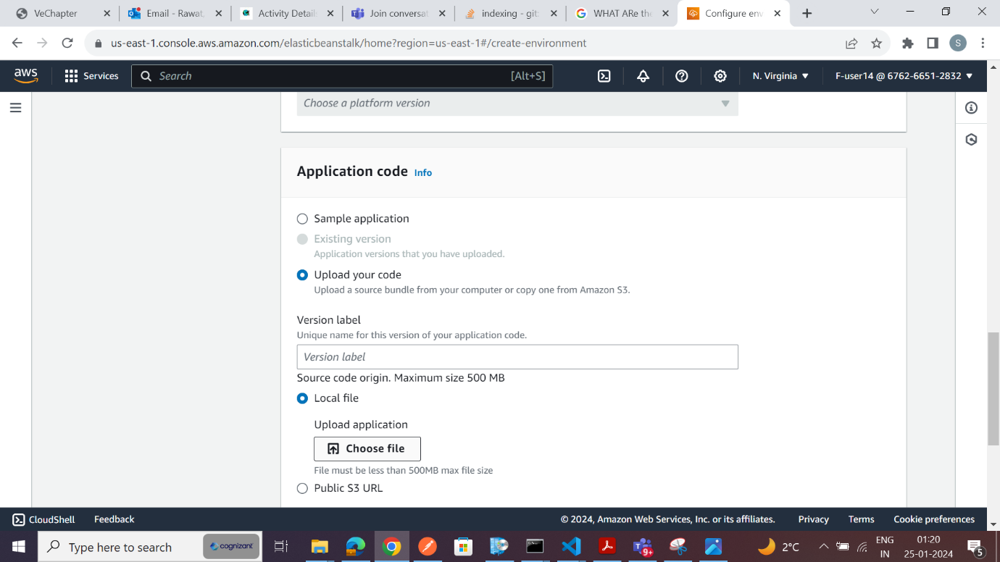 VeChapter
Email - Rawat,
Activity Detail
Join conversat
indexing - git:
WHAT ARe the
Configure env
us-east-1.console.aws.amazon.com/elasticbeanstalk/home?region=us-east-1#/create-environment
S
aws
Services
Search
[Alt+S]
N. Virginia
F-user14 @ 6762-6651-2832
Choose a platform version
Application code Info
Sample application
Existing version
Application versions that you have uploaded.
Upload your code
Upload a source bundle from your computer or copy one from Amazon S3.
Version label
Unique name for this version of your application code.
Version label
Source code origin. Maximum size 500 MB
Local file
Upload application
Choose file
File must be less than 500MB max file size
Public S3 URL
CloudShell
Feedback
© 2024, Amazon Web Services, Inc. or its affiliates.
Privacy
Terms
Cookie preferences
Type here to search
cognizant
9+
2°C
ENG
IN
01:20
25-01-2024
5